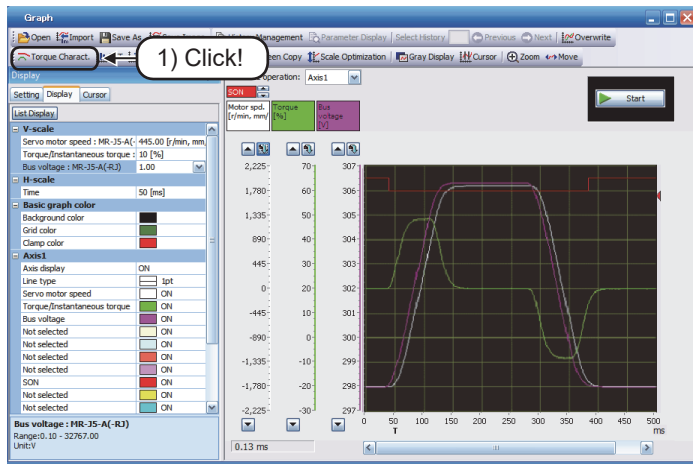 Graph
Open Import Save As History Management Parameter Display Select History Previous Next Overwrite
Torque Charact. 1) Click! Screen Copy Scale Optimization Gray Display Cursor Zoom Move
Display
Setting Display Cursor
List Display
V-scale
Servo motor speed : MR-J5-A(- 445.00 [r/min, mm,
Torque/Instantaneous torque : 10 [%]
Bus voltage : MR-J5-A(-RJ) 1.00
H-scale
Time 50 [ms]
Basic graph color
Background color
Grid color
Clamp color
Axis1
Axis display ON
Line type 1pt
Servo motor speed ON
Torque/Instantaneous torque ON
Bus voltage ON
Not selected ON
Not selected ON
Not selected ON
Not selected ON
SON ON
Not selected ON
Not selected ON
Bus voltage : MR-J5-A(-RJ)
Range:0.10 - 32767.00
Unit:V
operation: Axis1
SON
Motor spd. Torque Bus
[r/min, mm/ [%] voltage
[V]
Start
2,225 70 307
1,780 60 306
1,335 50 305
890 40 304
445 30 303
0 20 302
-445 10 301
-890 0 300
-1,335 -10 299
-1,780 -20 298
-2,225 -30 297
0 50 100 150 200 250 300 350 400 450 500
T ms
0.13 ms